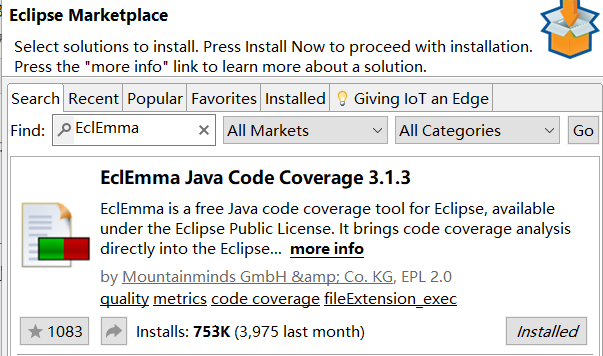 Eclipse Marketplace
Select solutions to install. Press Install Now to proceed with installation.
Press the "more info" link to learn more about a solution.
Search Recent Popular Favorites Installed Giving IoT an Edge
Find: EclEmma All Markets All Categories Go
EclEmma Java Code Coverage 3.1.3
EclEmma is a free Java code coverage tool for Eclipse, available
under the Eclipse Public License. It brings code coverage analysis
directly into the Eclipse... more info
by Mountainminds GmbH &amp; Co. KG, EPL 2.0
quality metrics code coverage fileExtension_exec
1083 Installs: 753K (3,975 last month) Installed